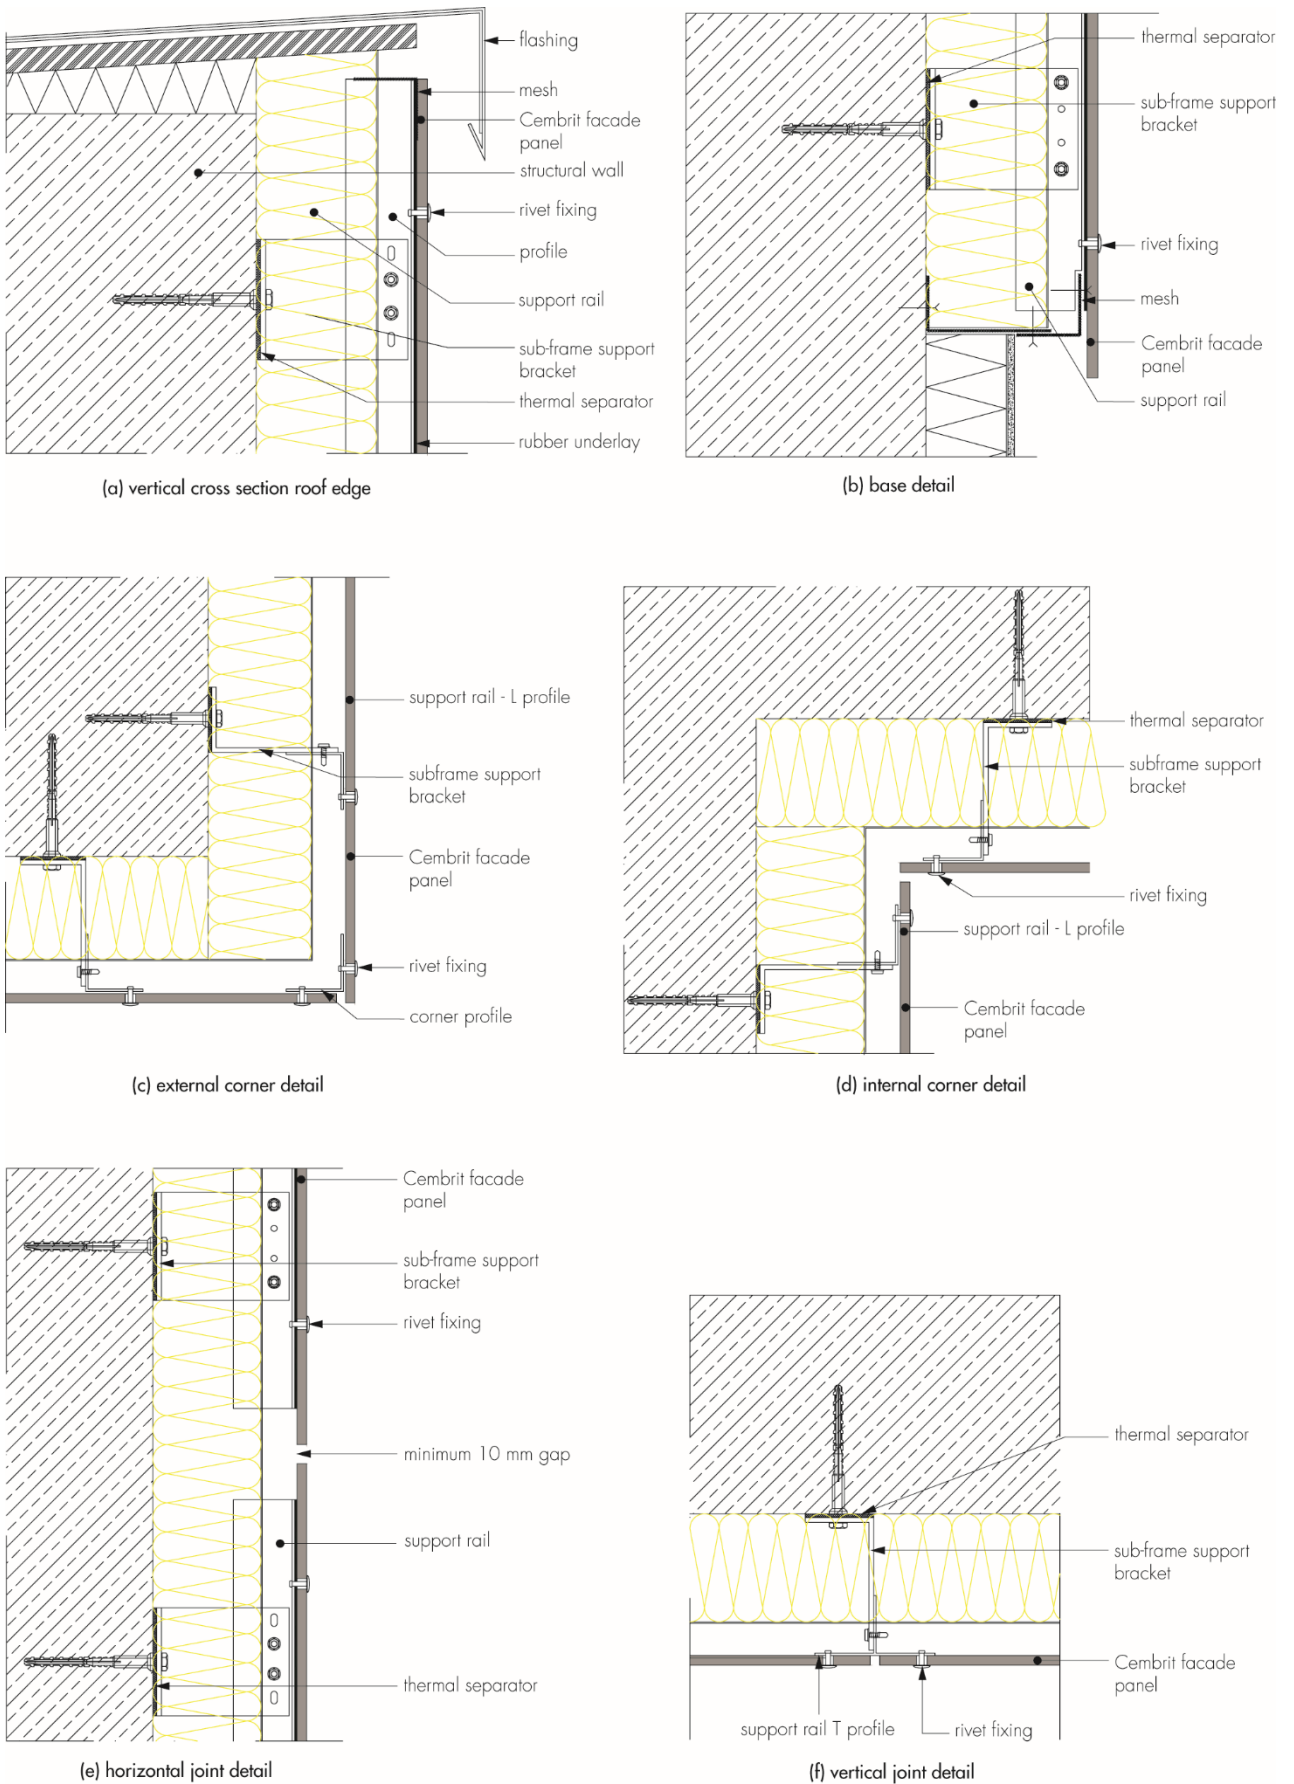 flashing
mesh
Cembrit facade
panel
structural wall
rivet fixing
profile
support rail
sub-frame support
bracket
thermal separator
rubber underlay
(a) vertical cross section roof edge
thermal separator
sub-frame support
bracket
rivet fixing
mesh
Cembrit facade
panel
support rail
(b) base detail
support rail - L profile
subframe support
bracket
Cembrit facade
panel
rivet fixing
corner profile
(c) external corner detail
thermal separator
subframe support
bracket
rivet fixing
support rail - L profile
Cembrit facade
panel
(d) internal corner detail
Cembrit facade
panel
sub-frame support
bracket
rivet fixing
minimum 10 mm gap
support rail
thermal separator
(e) horizontal joint detail
thermal separator
sub-frame support
bracket
Cembrit facade
panel
support rail T profile
rivet fixing
(f) vertical joint detail